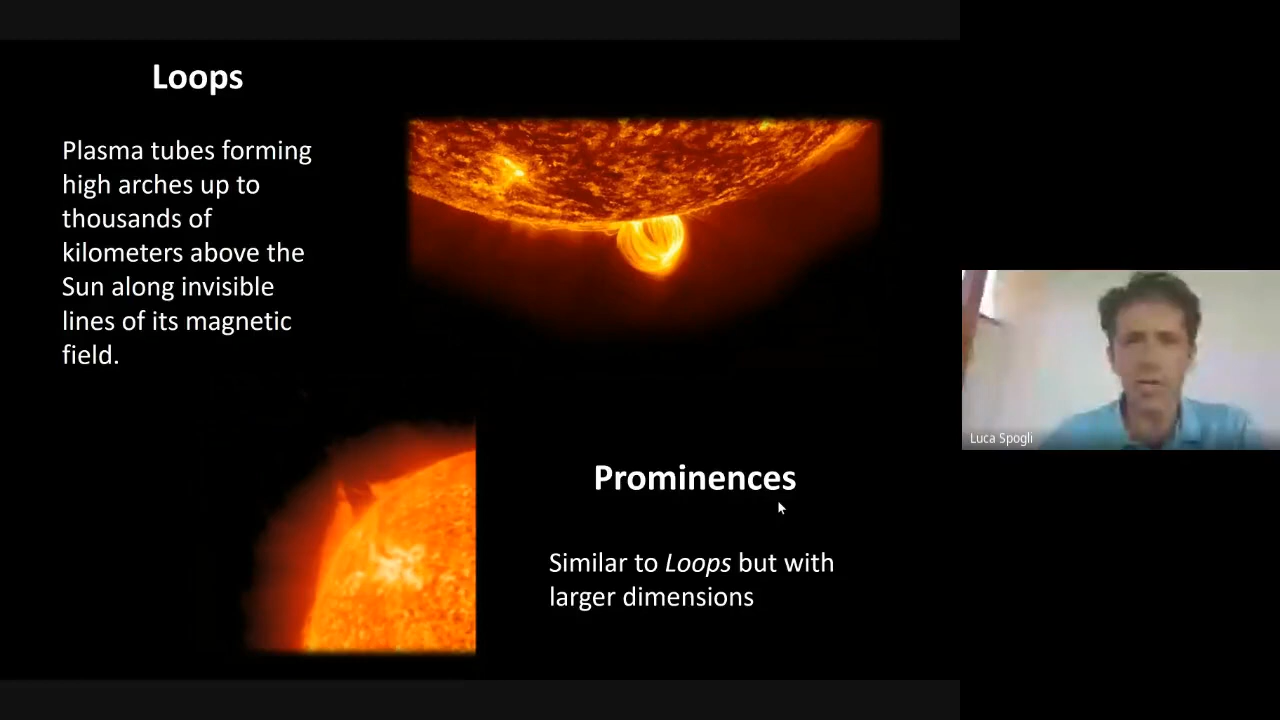 Loops
Plasma tubes forming
high arches up to
thousands of
kilometers above the
Sun along invisible
lines of its magnetic
field.
Prominences
Similar to Loops but with
larger dimensions
Luca Spogli